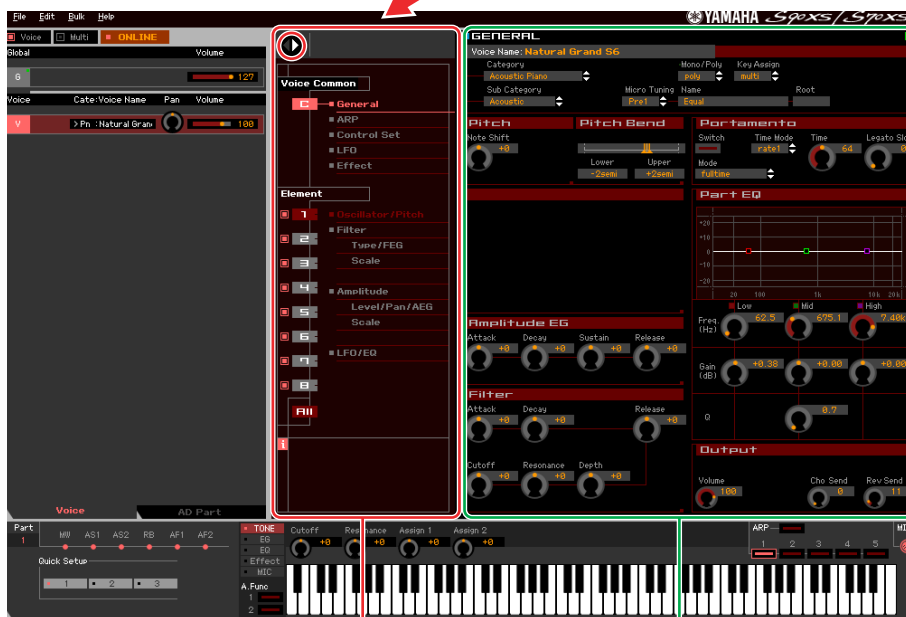 File Edit Bulk Help
YAMAHA S90XS/S70XS
Voice Multi ONLINE
Global Volume
G 127
Voice Cate:Voice Name Pan Volume
V > Pn :Natural Gran 100
Voice AD Part
Voice Common
C General
ARP
Control Set
LFO
Effect
Element
1 Oscillator/Pitch
2 Filter
Type/FEG
3 Scale
4 Amplitude
5 Level/Pan/AEG
Scale
6
7 LFO/EQ
8
All
i
GENERAL
Voice Name: Natural Grand S6
Category Mono/Poly Key Assign
Acoustic Piano poly multi
Sub Category Micro Tuning Name Root
Acoustic Pre1 Equal
Pitch Pitch Bend Portamento
Note Shift Switch Time Mode Time Legato Slo
+0 rate1 64 0
Lower Upper Mode
-2semi +2semi fulltime
Part EQ
+20
+10
0
-10
-20
20 100 1k 10k 20k
Low Mid High
Freq. (Hz) 62.5 675.1 7.40k
Gain (dB) +0.38 +0.00 +0.00
Q 0.7
Amplitude EG
Attack Decay Sustain Release
+0 +0 +0 +0
Filter
Attack Decay Release
+0 +0 +0
Cutoff Resonance Depth
+0 +0 +0
Output
Volume Cho Send Rev Send
100 0 11
Part MW AS1 AS2 RB AF1 AF2
1
Quick Setup
1 2 3
TONE
EG
EQ
Effect
MIC
A.Func
1
2
Cutoff Resonance Assign 1 Assign 2
+0 +0 +0 +0
ARP
1 2 3 4 5